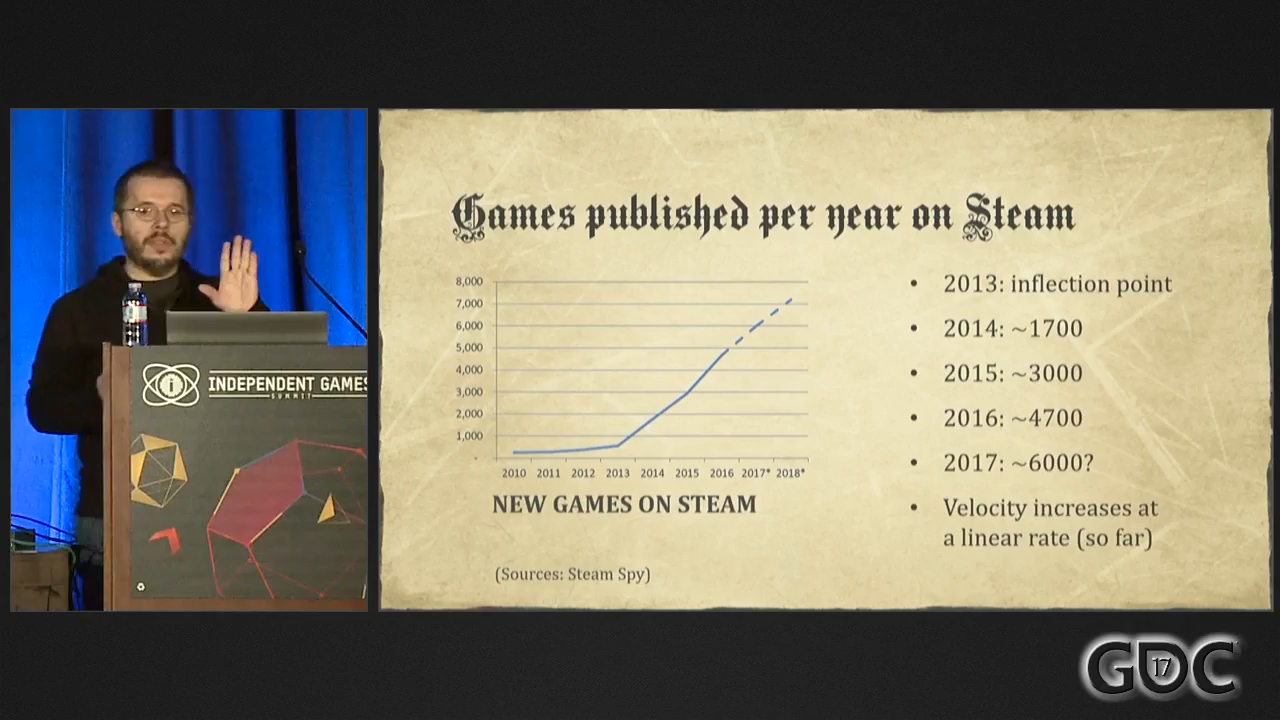 INDEPENDENT GAMES
SUMMIT
Games published per year on Steam
8,000
7,000
6,000
5,000
4,000
3,000
2,000
1,000
-
2010 2011 2012 2013 2014 2015 2016 2017* 2018*
NEW GAMES ON STEAM
(Sources: Steam Spy)
• 2013: inflection point
• 2014: ~1700
• 2015: ~3000
• 2016: ~4700
• 2017: ~6000?
• Velocity increases at
a linear rate (so far)
GDC
17